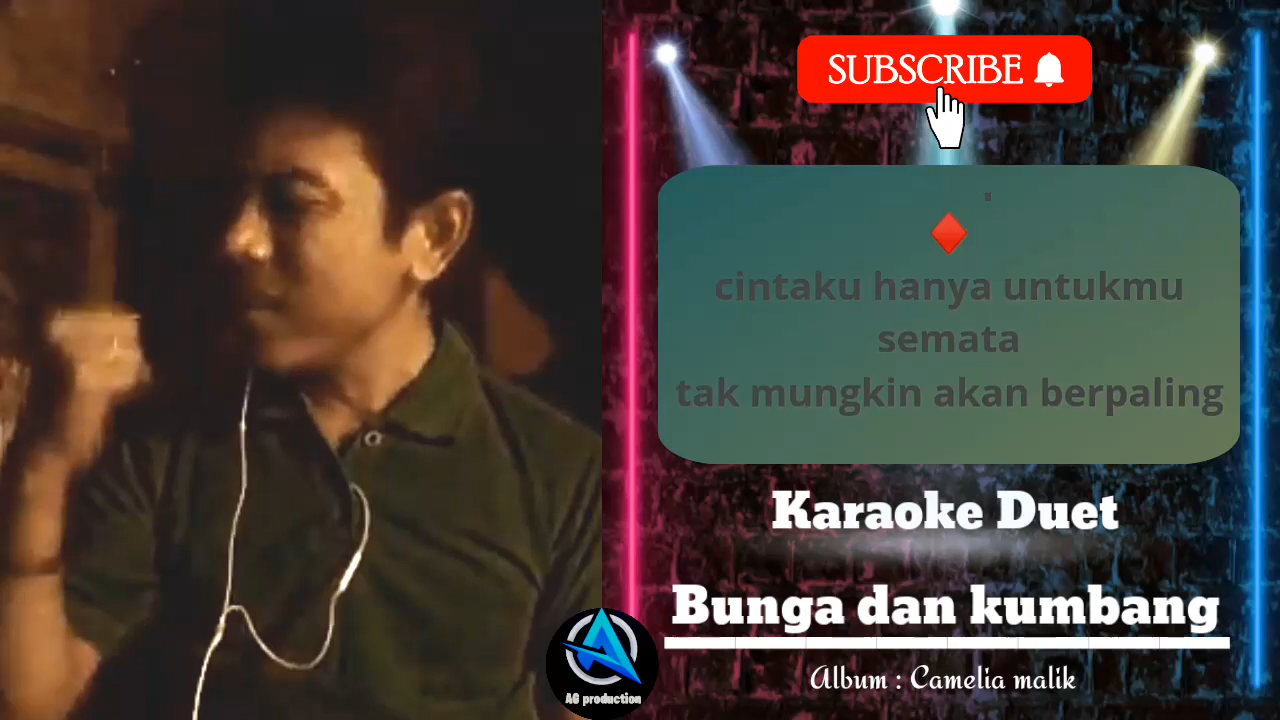 SUBSCRIBE
cintaku hanya untukmu
semata
tak mungkin akan berpaling
Karaoke Duet
Bunga dan kumbang
Album : Camelia malik
AG production